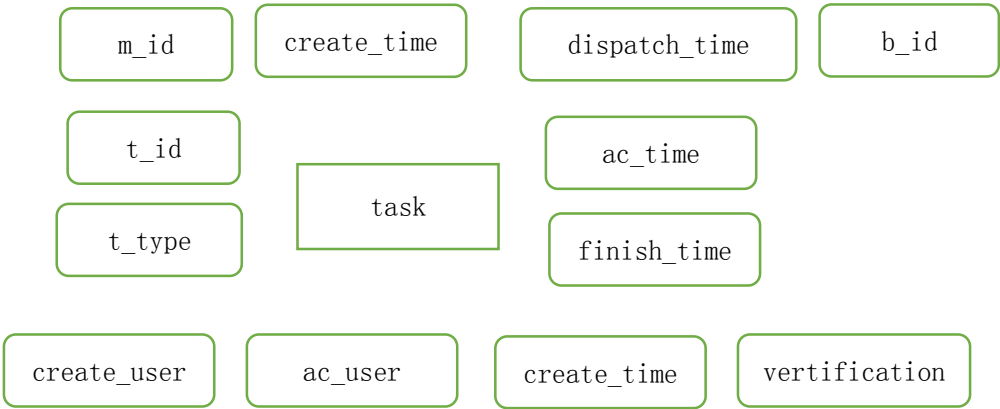 m_id
create_time
dispatch_time
b_id
t_id
ac_time
task
t_type
finish_time
create_user
ac_user
create_time
vertification